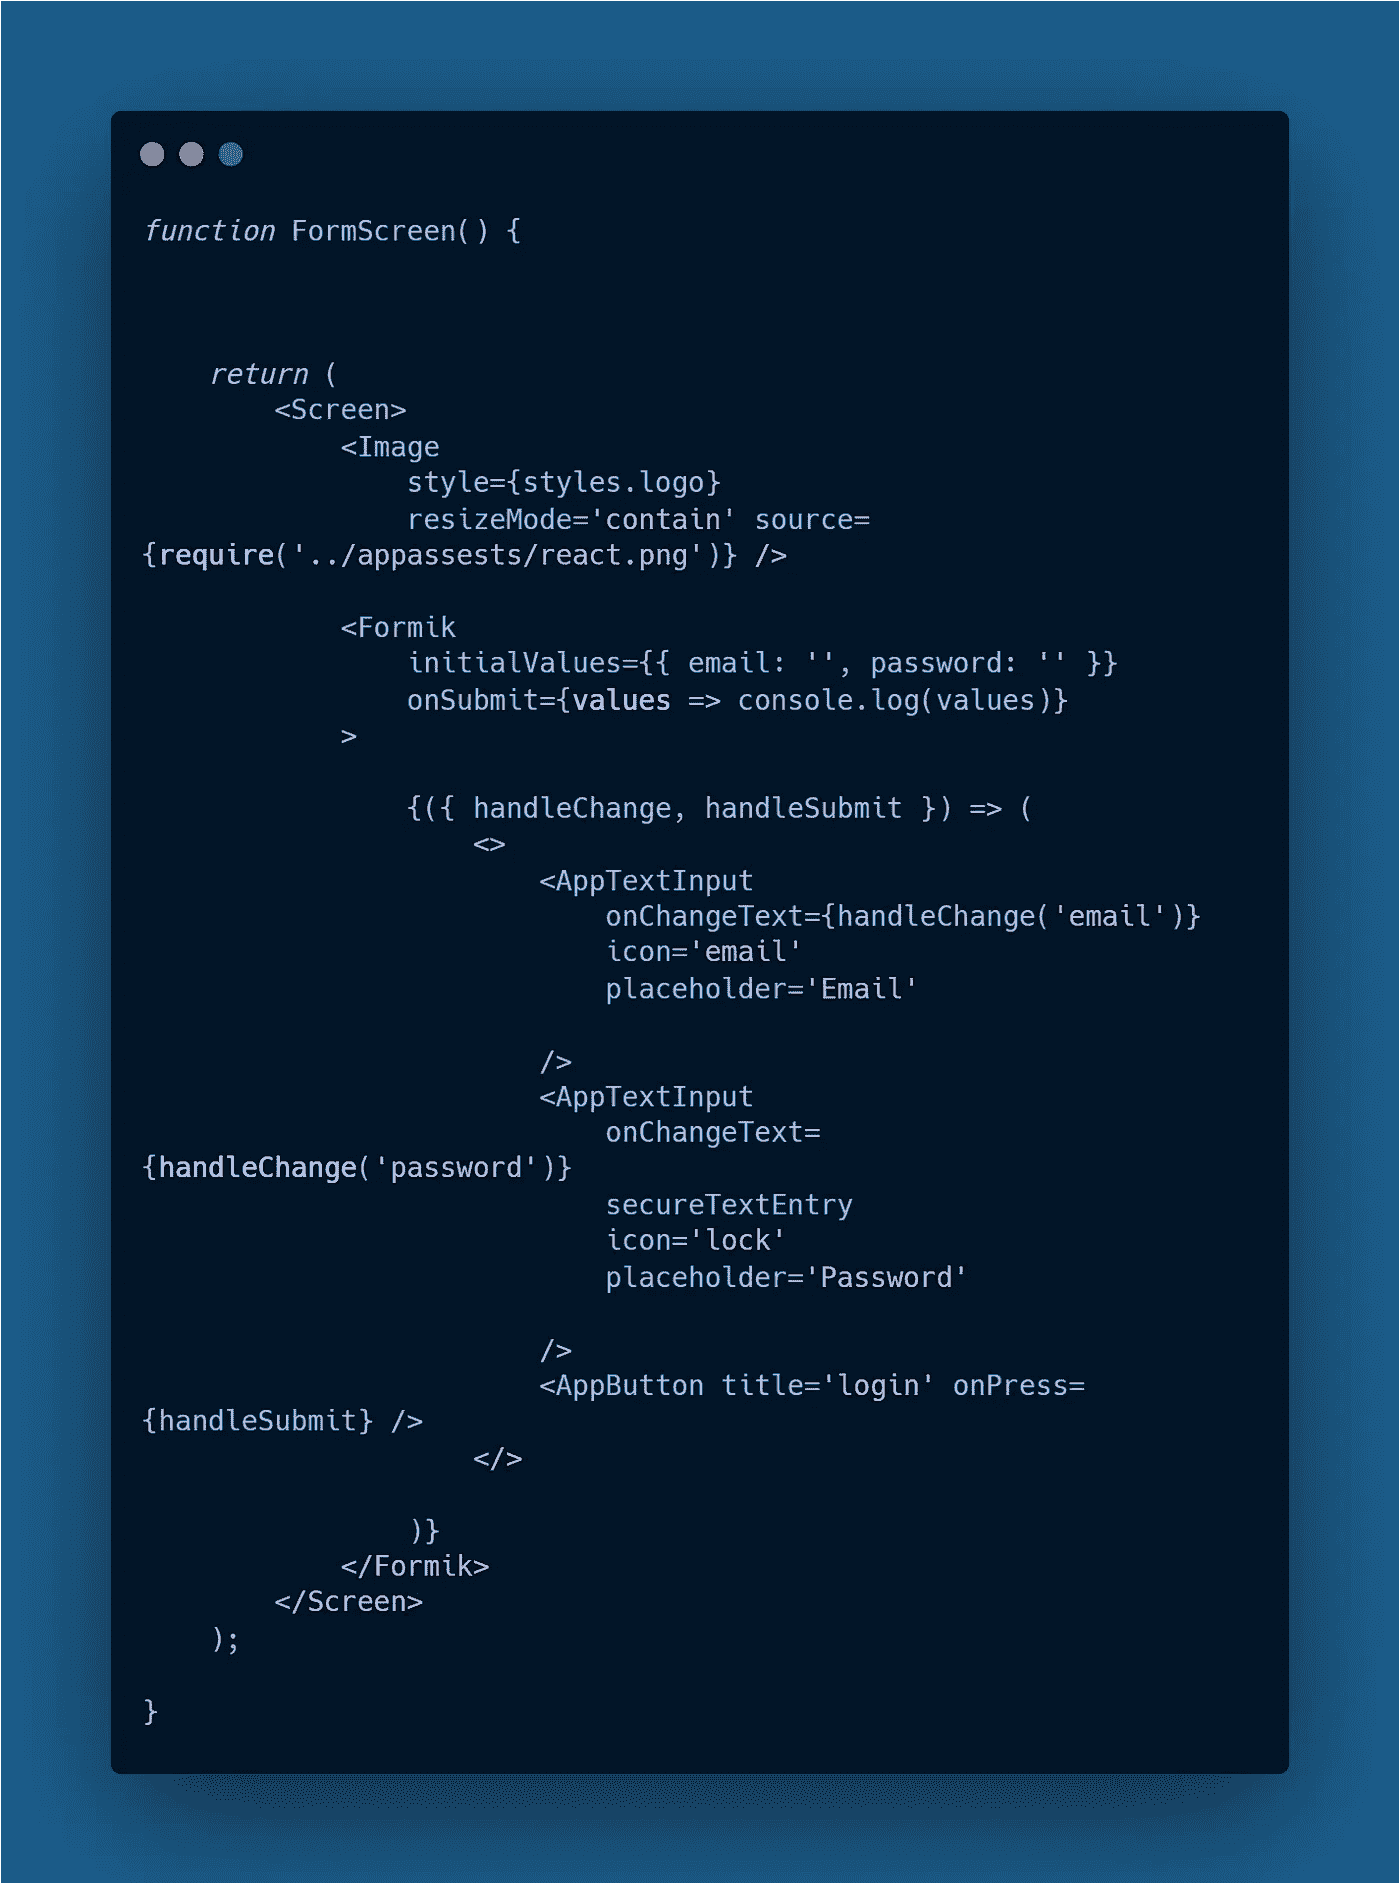 function FormScreen() {
    return (
        <Screen>
            <Image
                style={styles.logo}
                resizeMode='contain' source=
{require('../appassests/react.png')} />
            <Formik
                initialValues={{ email: '', password: '' }}
                onSubmit={values => console.log(values)}
            >
                {({ handleChange, handleSubmit }) => (
                    <>
                        <AppTextInput
                            onChangeText={handleChange('email')}
                            icon='email'
                            placeholder='Email'
                        />
                        <AppTextInput
                            onChangeText=
{handleChange('password')}
                            secureTextEntry
                            icon='lock'
                            placeholder='Password'
                        />
                        <AppButton title='login' onPress=
{handleSubmit} />
                    </>
                )}
            </Formik>
        </Screen>
    );
}